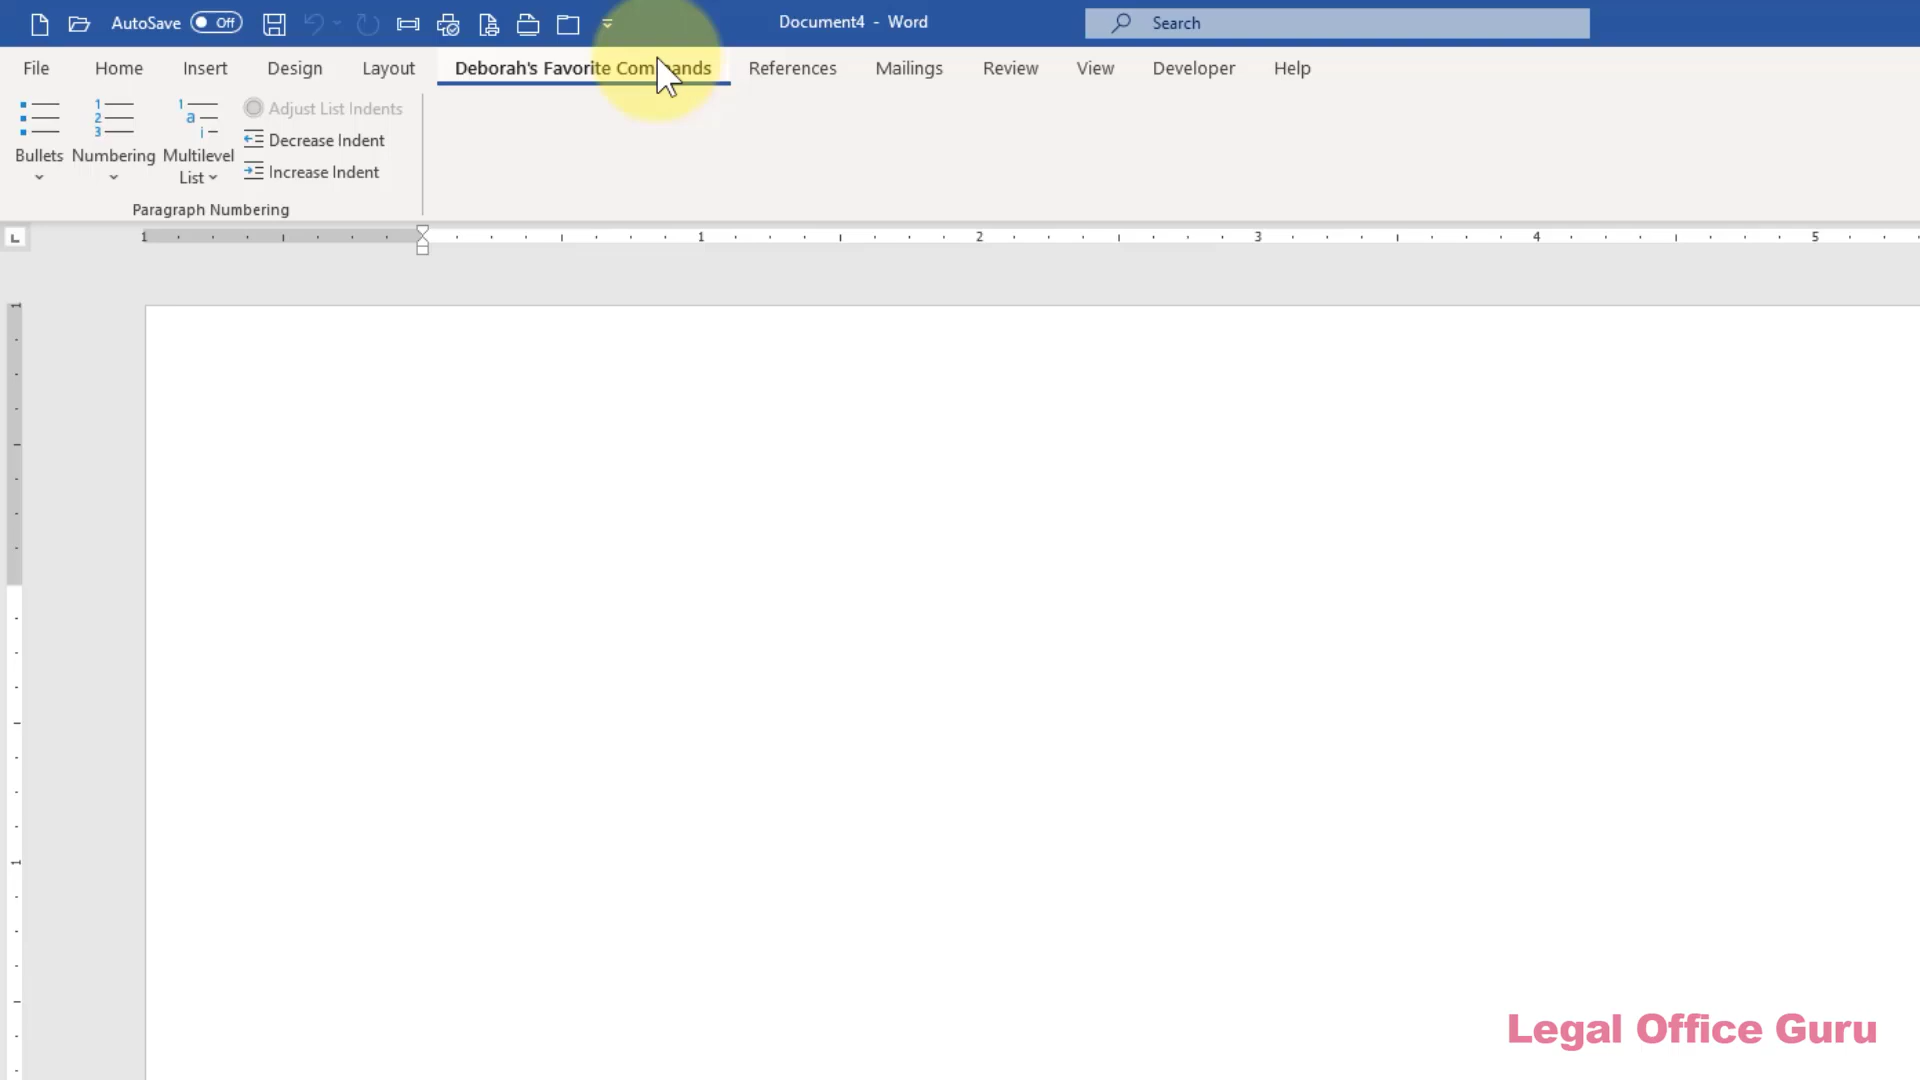 AutoSave Off Document4 - Word Search
File Home Insert Design Layout Deborah's Favorite Commands References Mailings Review View Developer Help
Adjust List Indents
Decrease Indent
Bullets Numbering Multilevel
List
Increase Indent
Paragraph Numbering
1 1 2 3 4 5
1
1
Legal Office Guru